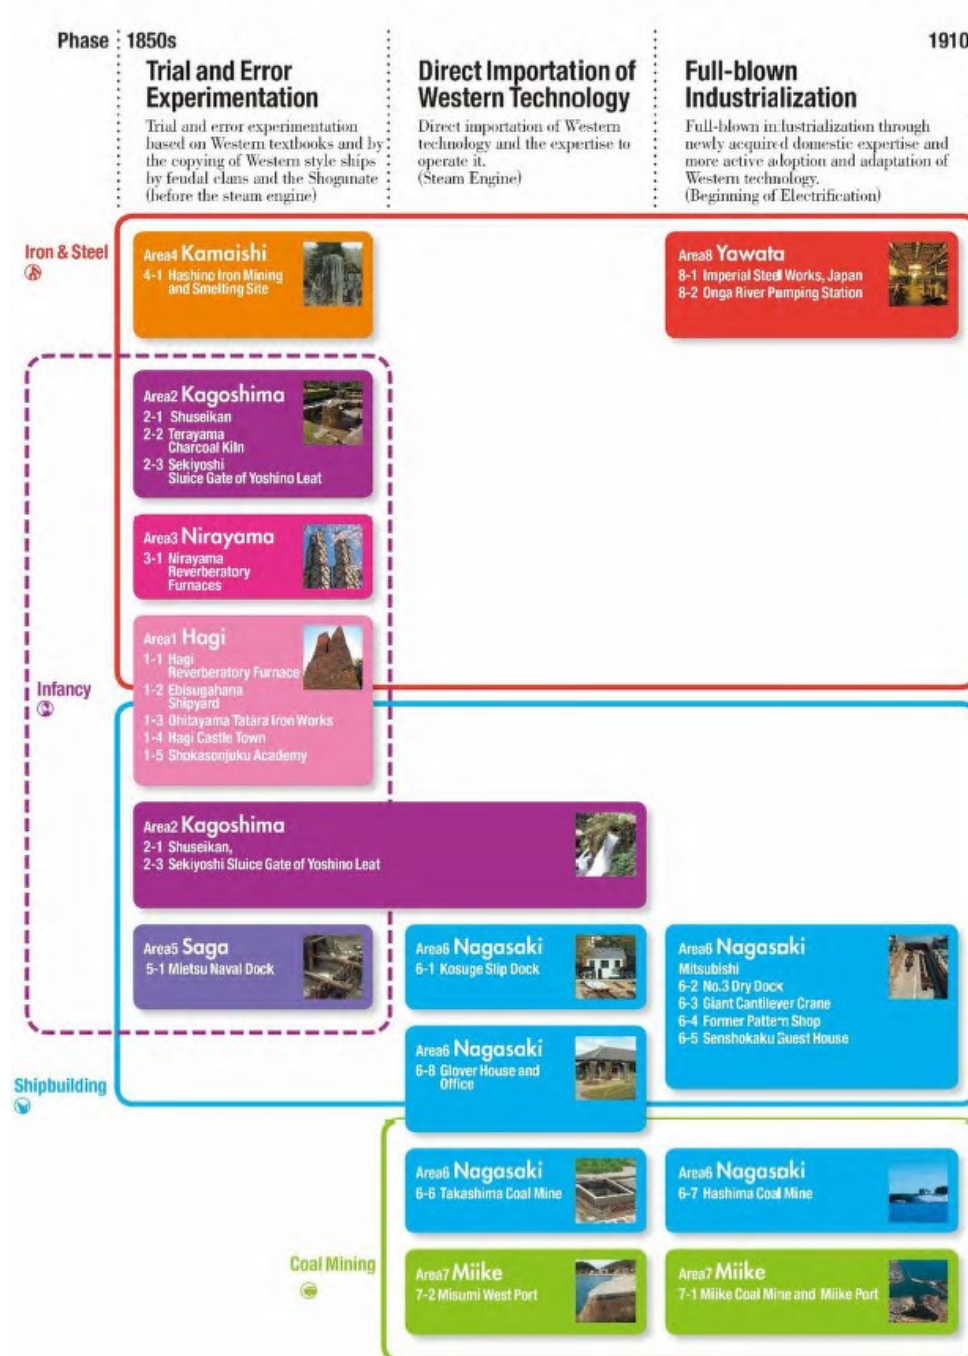 Phase 1850s 1910
Trial and Error
Experimentation
Trial and error experimentation
based on Western textbooks and by
the copying of Western style ships
by feudal clans and the Shogunate
(before the steam engine)
Direct Importation of
Western Technology
Direct importation of Western
technology and the expertise to
operate it.
(Steam Engine)
Full-blown
Industrialization
Full-blown industrialization through
newly acquired domestic expertise and
more active adoption and adaptation of
Western technology.
(Beginning of Electrification)
Iron & Steel
Area4 Kamaishi
4-1 Hashino Iron Mining
and Smelting Site
Area8 Yawata
8-1 Imperial Steel Works, Japan
8-2 Onga River Pumping Station
Area2 Kagoshima
2-1 Shuseikan
2-2 Terayama
Charcoal Kiln
2-3 Sekiyoshi
Sluice Gate of Yoshino Leat
Area3 Nirayama
3-1 Nirayama
Reverberatory
Furnaces
Infancy
Area1 Hagi
1-1 Hagi
Reverberatory Furnace
1-2 Ebisugahana
Shipyard
1-3 Ohitayama Tatara Iron Works
1-4 Hagi Castle Town
1-5 Shokasonjuku Academy
Area2 Kagoshima
2-1 Shuseikan,
2-3 Sekiyoshi Sluice Gate of Yoshino Leat
Area5 Saga
5-1 Mietsu Naval Dock
Area6 Nagasaki
6-1 Kosuge Slip Dock
Area6 Nagasaki
Mitsubishi
6-2 No.3 Dry Dock
6-3 Giant Cantilever Crane
6-4 Former Pattern Shop
6-5 Senshokaku Guest House
Shipbuilding
Area6 Nagasaki
6-8 Glover House and
Office
Area6 Nagasaki
6-6 Takashima Coal Mine
Area6 Nagasaki
6-7 Hashima Coal Mine
Coal Mining
Area7 Miike
7-2 Misumi West Port
Area7 Miike
7-1 Miike Coal Mine and Miike Port